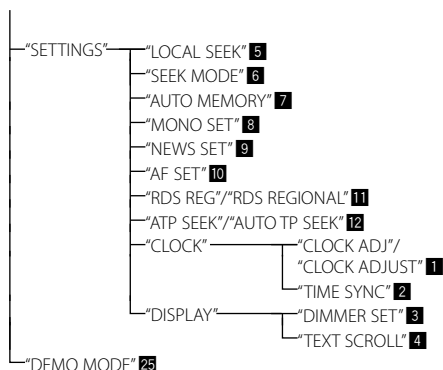 “SETTINGS” “LOCAL SEEK” 5
“SEEK MODE” 6
“AUTO MEMORY” 7
“MONO SET” 8
“NEWS SET” 9
“AF SET” 10
“RDS REG”/“RDS REGIONAL” 11
“ATP SEEK”/“AUTO TP SEEK” 12
“CLOCK” “CLOCK ADJ”/
“CLOCK ADJUST” 1
“TIME SYNC” 2
“DISPLAY” “DIMMER SET” 3
“TEXT SCROLL” 4
“DEMO MODE” 25